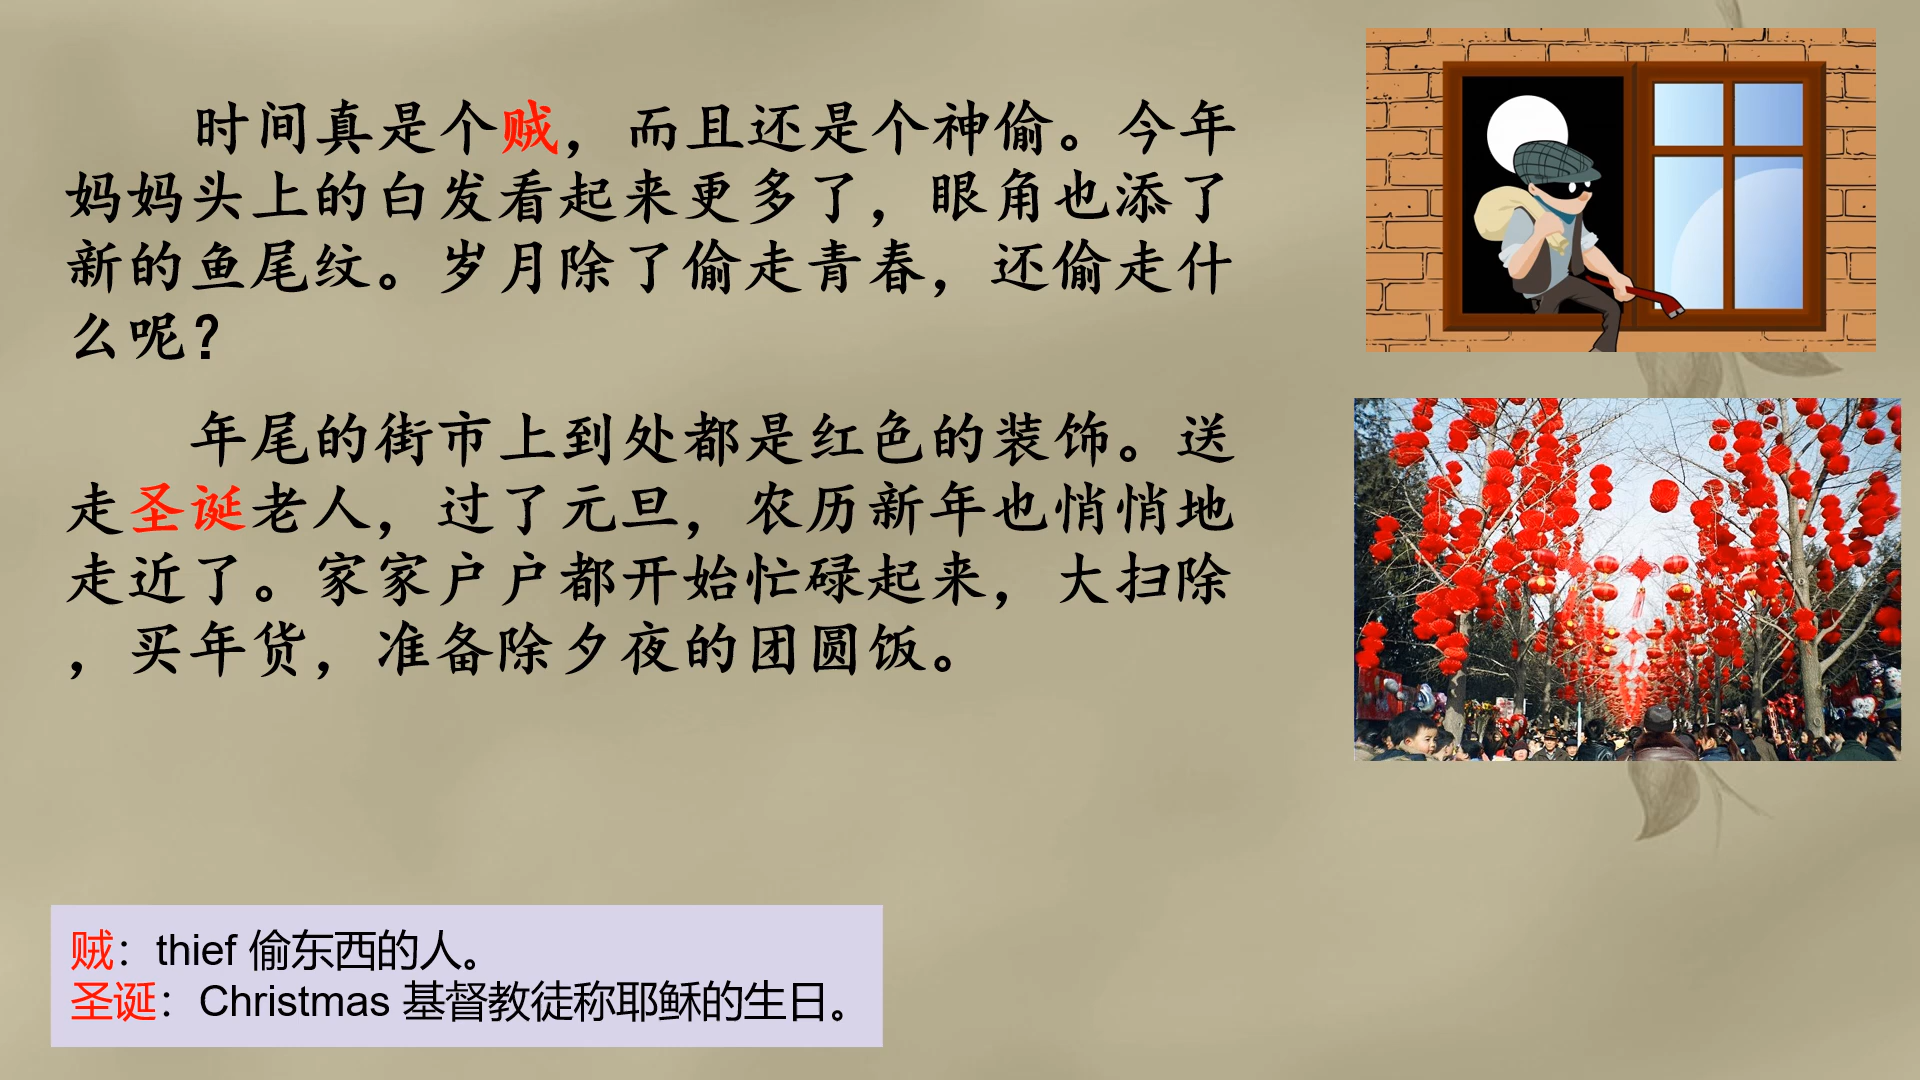 时间真是个贼，而且还是个神偷。今年
妈妈头上的白发看起来更多了，眼角也添了
新的鱼尾纹。岁月除了偷走青春，还偷走什
么呢？
年尾的街市上到处都是红色的装饰。送
走圣诞老人，过了元旦，农历新年也悄悄地
走近了。家家户户都开始忙碌起来，大扫除
，买年货，准备除夕夜的团圆饭。
贼：thief 偷东西的人。
圣诞：Christmas 基督教徒称耶稣的生日。